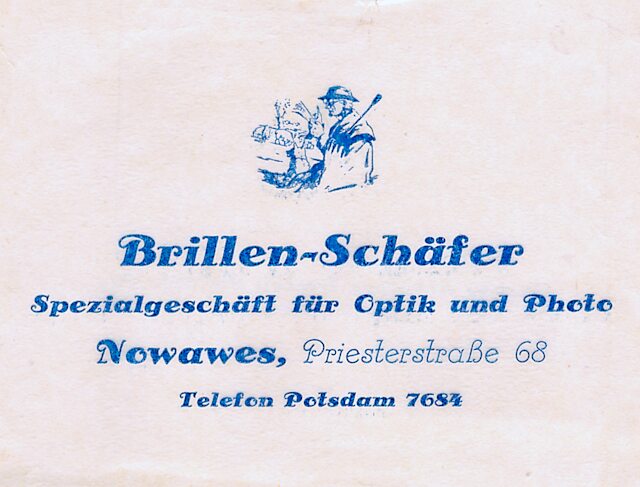 Brillen-Schäfer
Spezialgeschäft für Optik und Photo
Nowawes, Priesterstraße 68
Telefon Potsdam 7684